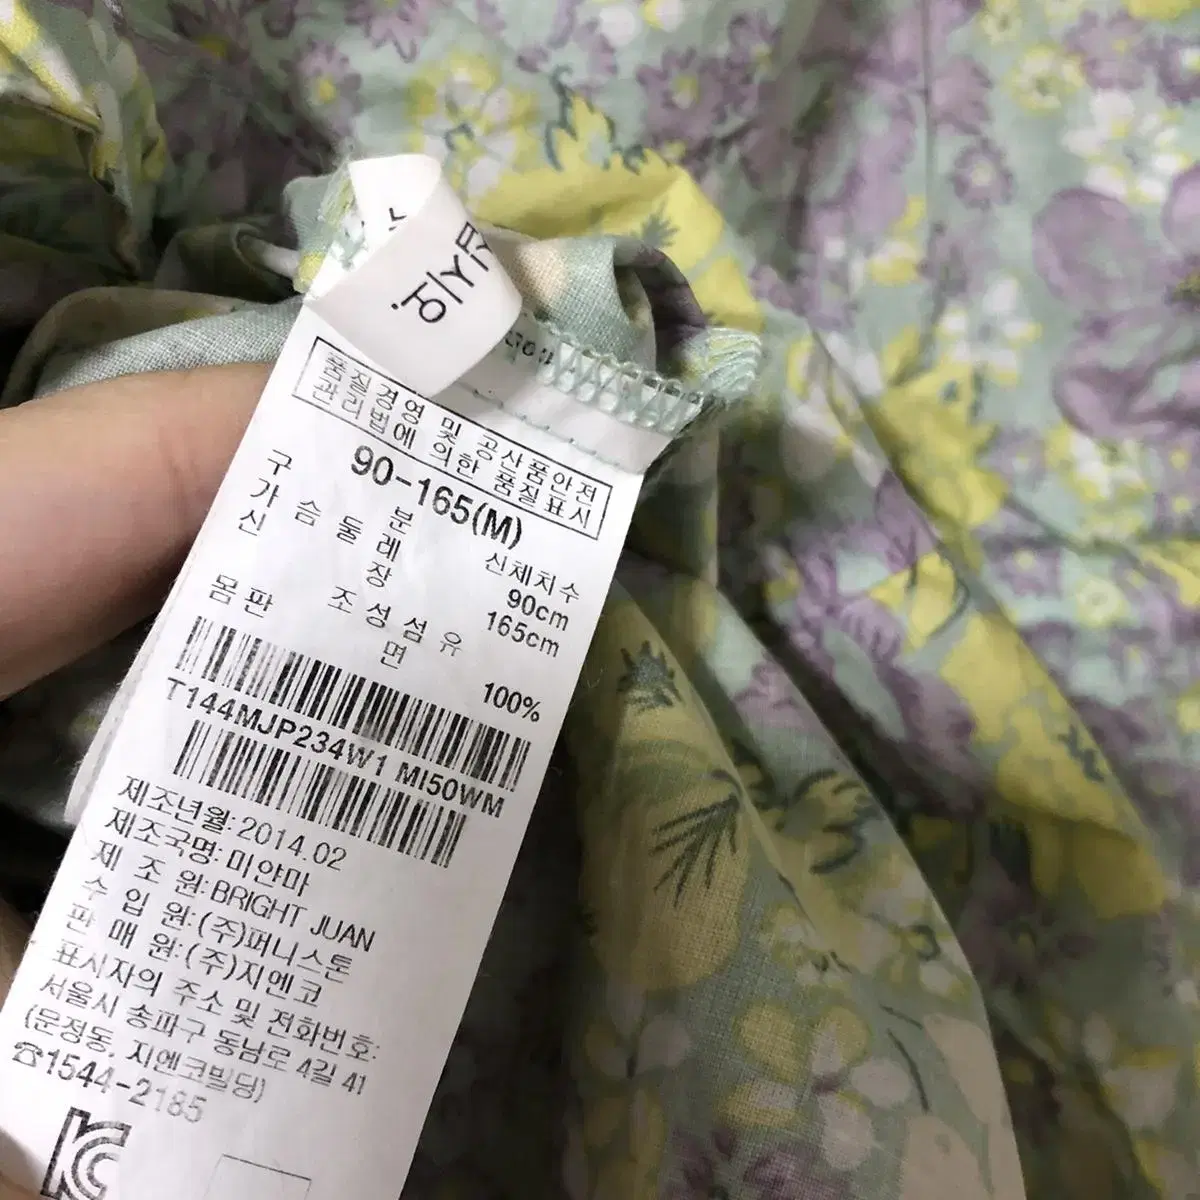 품질경영 및 공산품안전
관리법에 의한 품질표시
90-165(M)
구 분 신체치수
가 슴 둘 레 90cm
신 장 165cm
조 성 섬 유
몸판 면 100%
T144MJP234W1 MI50WM
제조년월:2014.02
제조국명:미얀마
제 조 원:BRIGHT JUAN
수 입 원:(주)퍼니스톤
판 매 원:(주)지엔코
표시자의 주소 및 전화번호:
서울시 송파구 동남로 4길 41
(문정동, 지엔코빌딩)
☎1544-2185